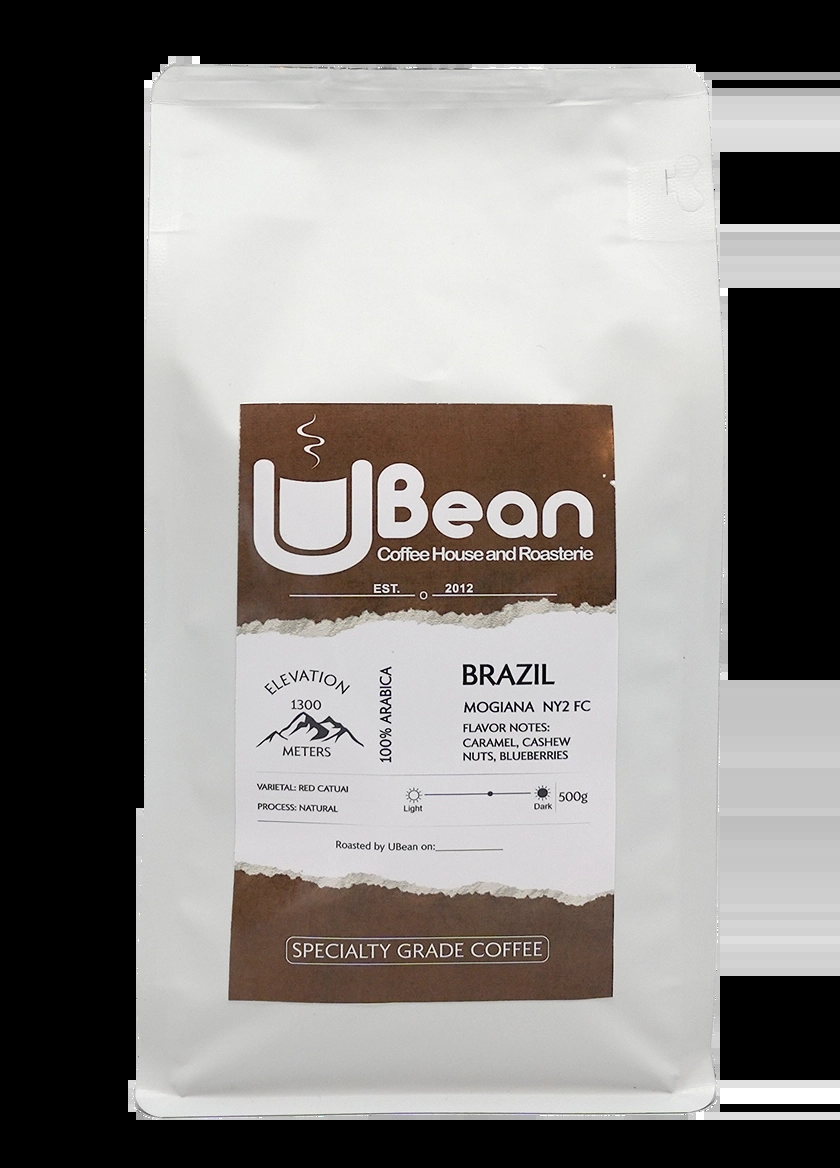 UBean
Coffee House and Roasterie
EST. 2012
ELEVATION
1300
METERS
100% ARABICA
BRAZIL
MOGIANA NY2 FC
FLAVOR NOTES:
CARAMEL, CASHEW
NUTS, BLUEBERRIES
VARIETAL: RED CATUAI
PROCESS: NATURAL
Light
Dark
500g
Roasted by UBean on:
SPECIALTY GRADE COFFEE